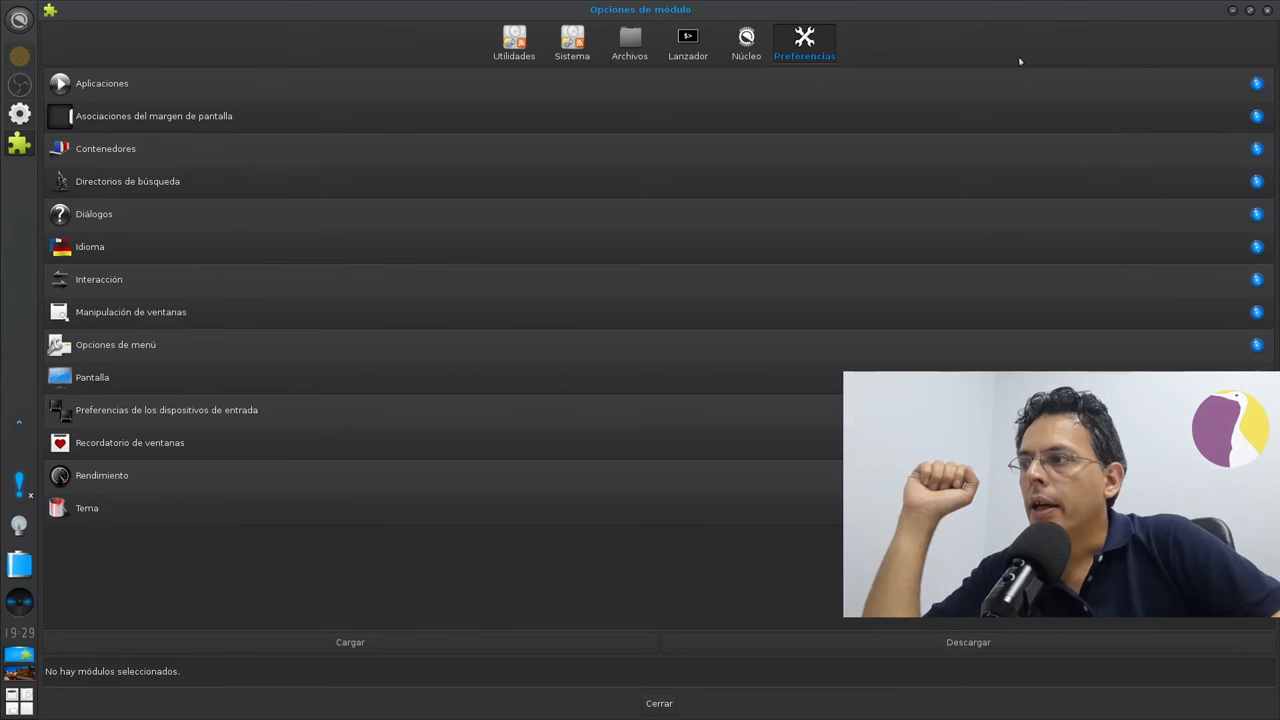 Opciones de módulo
Utilidades
Sistema
Archivos
$>
Lanzador
Núcleo
Preferencias
Aplicaciones
Asociaciones del margen de pantalla
Contenedores
Directorios de búsqueda
Diálogos
Idioma
Interacción
Manipulación de ventanas
Opciones de menú
Pantalla
Preferencias de los dispositivos de entrada
Recordatorio de ventanas
Rendimiento
Tema
x
19:29
Cargar
Descargar
No hay módulos seleccionados.
Cerrar